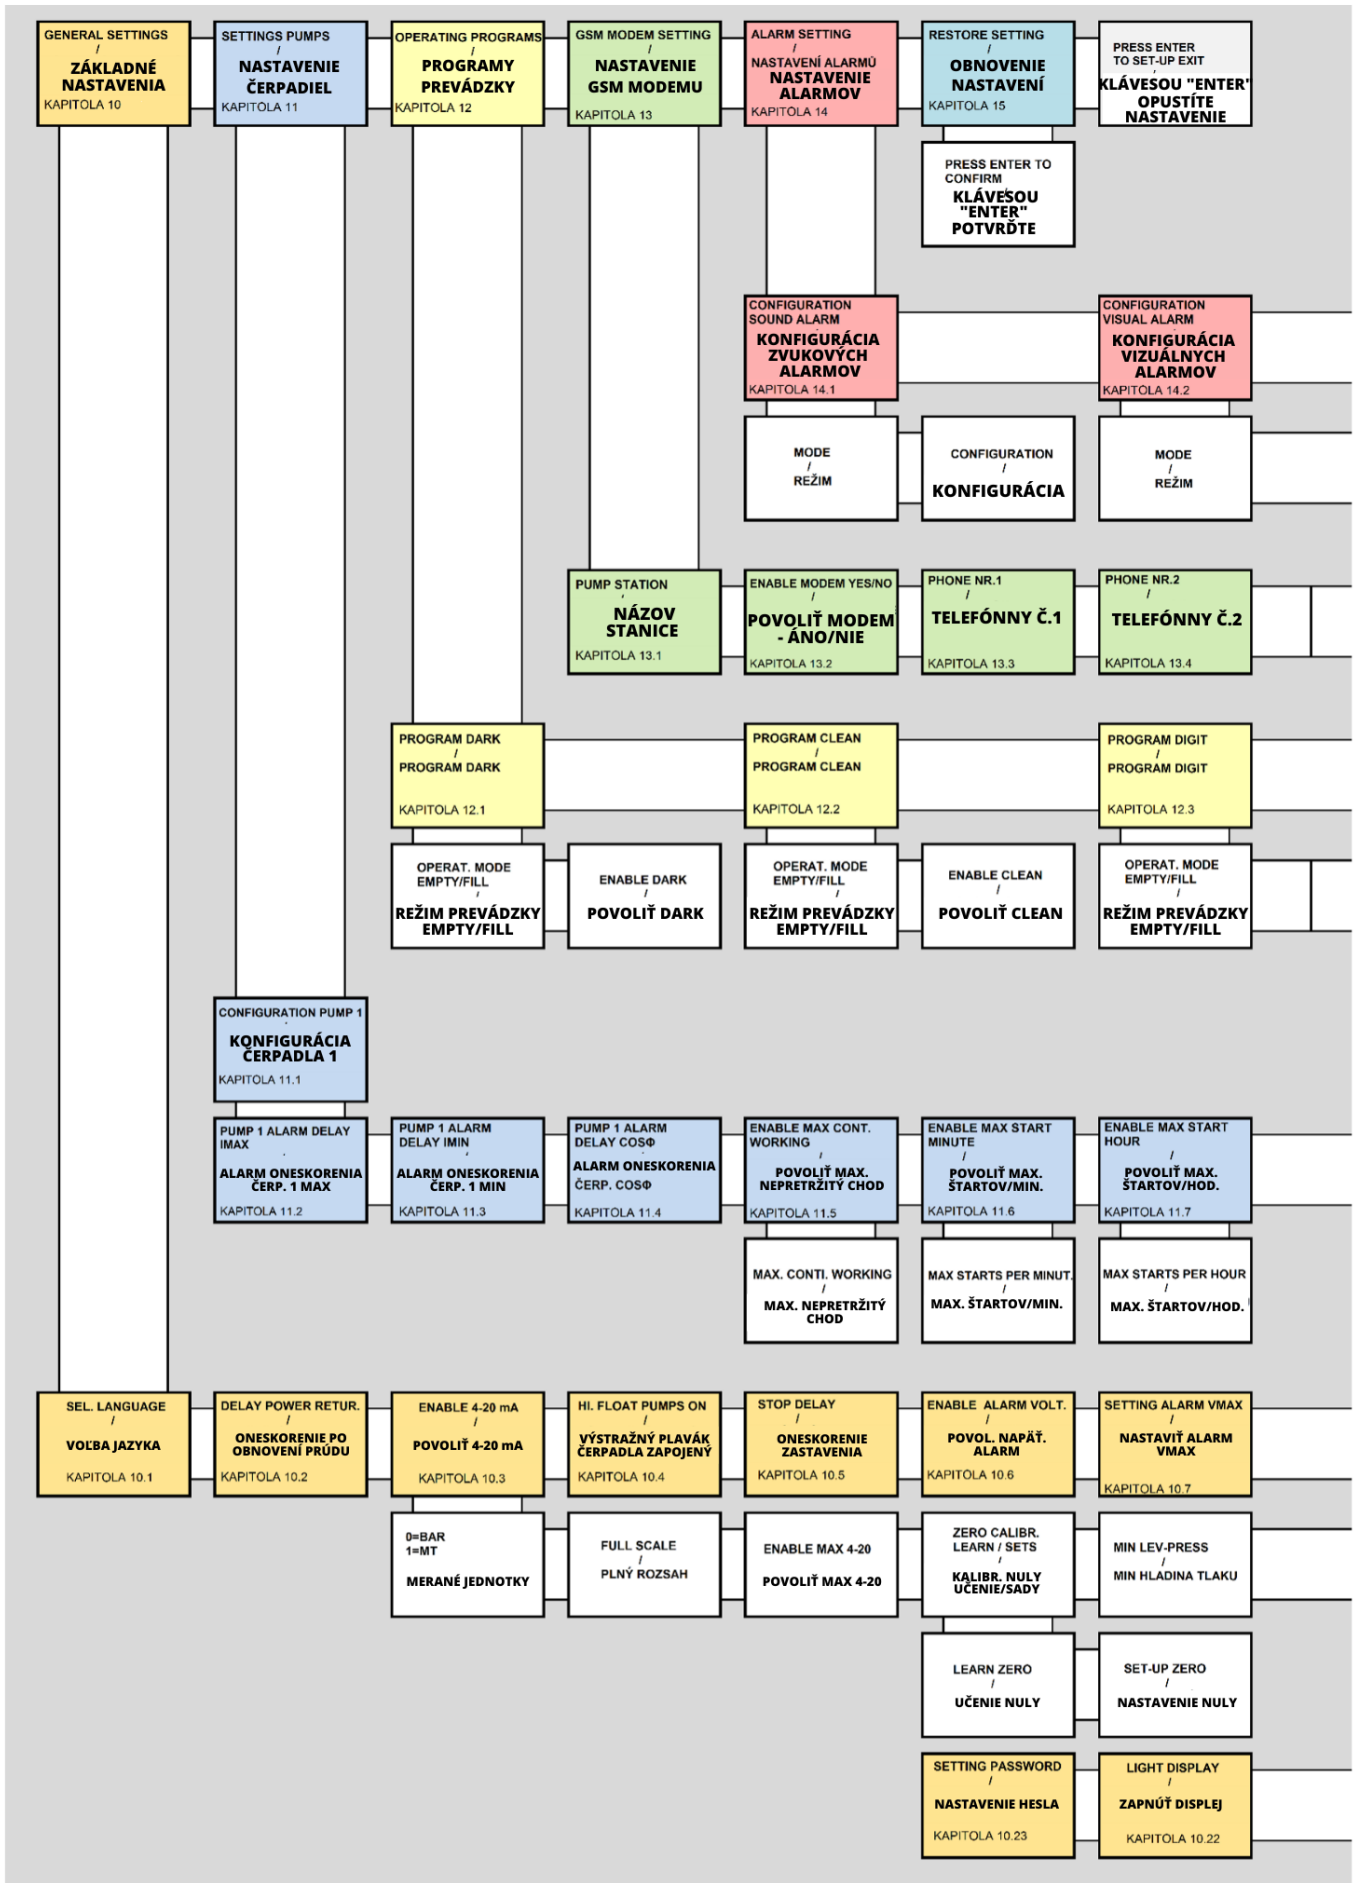 GENERAL SETTINGS
/
ZÁKLADNÉ
NASTAVENIA
KAPITOLA 10
SETTINGS PUMPS
/
NASTAVENIE
ČERPADIEL
KAPITOLA 11
OPERATING PROGRAMS
/
PROGRAMY
PREVÁDZKY
KAPITOLA 12
GSM MODEM SETTING
/
NASTAVENIE
GSM MODEMU
KAPITOLA 13
ALARM SETTING
/
NASTAVENÍ ALARMŮ
NASTAVENIE
ALARMOV
KAPITOLA 14
RESTORE SETTING
/
OBNOVENIE
NASTAVENÍ
KAPITOLA 15
PRESS ENTER
TO SET-UP EXIT
/
KLÁVESOU "ENTER"
OPUSTÍTE
NASTAVENIE
PRESS ENTER TO
CONFIRM
KLÁVESOU
"ENTER"
POTVRĎTE
CONFIGURATION
SOUND ALARM
KONFIGURÁCIA
ZVUKOVÝCH
ALARMOV
KAPITOLA 14.1
CONFIGURATION
VISUAL ALARM
KONFIGURÁCIA
VIZUÁLNYCH
ALARMOV
KAPITOLA 14.2
MODE
/
REŽIM
CONFIGURATION
/
KONFIGURÁCIA
MODE
/
REŽIM
PUMP STATION
NÁZOV
STANICE
KAPITOLA 13.1
ENABLE MODEM YES/NO
/
POVOLIŤ MODEM
- ÁNO/NIE
KAPITOLA 13.2
PHONE NR.1
/
TELEFÓNNY Č.1
KAPITOLA 13.3
PHONE NR.2
/
TELEFÓNNY Č.2
KAPITOLA 13.4
PROGRAM DARK
/
PROGRAM DARK
KAPITOLA 12.1
PROGRAM CLEAN
/
PROGRAM CLEAN
KAPITOLA 12.2
PROGRAM DIGIT
/
PROGRAM DIGIT
KAPITOLA 12.3
OPERAT. MODE
EMPTY/FILL
/
REŽIM PREVÁDZKY
EMPTY/FILL
ENABLE DARK
/
POVOLIŤ DARK
OPERAT. MODE
EMPTY/FILL
/
REŽIM PREVÁDZKY
EMPTY/FILL
ENABLE CLEAN
/
POVOLIŤ CLEAN
OPERAT. MODE
EMPTY/FILL
/
REŽIM PREVÁDZKY
EMPTY/FILL
CONFIGURATION PUMP 1
KONFIGURÁCIA
ČERPADLA 1
KAPITOLA 11.1
PUMP 1 ALARM DELAY
IMAX
ALARM ONESKORENIA
ČERP. 1 MAX
KAPITOLA 11.2
PUMP 1 ALARM
DELAY IMIN
ALARM ONESKORENIA
ČERP. 1 MIN
KAPITOLA 11.3
PUMP 1 ALARM
DELAY COSΦ
/
ALARM ONESKORENIA
ČERP. COSΦ
KAPITOLA 11.4
ENABLE MAX CONT.
WORKING
/
POVOLIŤ MAX.
NEPRETRŽITÝ CHOD
KAPITOLA 11.5
ENABLE MAX START
MINUTE
/
POVOLIŤ MAX.
ŠTARTOV/MIN.
KAPITOLA 11.6
ENABLE MAX START
HOUR
/
POVOLIŤ MAX.
ŠTARTOV/HOD.
KAPITOLA 11.7
MAX. CONTI. WORKING
/
MAX. NEPRETRŽITÝ
CHOD
MAX STARTS PER MINUT.
/
MAX. ŠTARTOV/MIN.
MAX STARTS PER HOUR
/
MAX. ŠTARTOV/HOD.
SEL. LANGUAGE
/
VOĽBA JAZYKA
KAPITOLA 10.1
DELAY POWER RETUR.
/
ONESKORENIE PO
OBNOVENÍ PRÚDU
KAPITOLA 10.2
ENABLE 4-20 mA
/
POVOLIŤ 4-20 mA
KAPITOLA 10.3
HI. FLOAT PUMPS ON
/
VÝSTRAŽNÝ PLAVÁK
ČERPADLA ZAPOJENÝ
KAPITOLA 10.4
STOP DELAY
/
ONESKORENIE
ZASTAVENIA
KAPITOLA 10.5
ENABLE ALARM VOLT.
/
POVOL. NAPÄŤ.
ALARM
KAPITOLA 10.6
SETTING ALARM VMAX
/
NASTAVIŤ ALARM
VMAX
KAPITOLA 10.7
0=BAR
1=MT
MERANÉ JEDNOTKY
FULL SCALE
/
PLNÝ ROZSAH
ENABLE MAX 4-20
POVOLIŤ MAX 4-20
ZERO CALIBR.
LEARN / SETS
/
KALIBR. NULY
UČENIE/SADY
MIN LEV-PRESS
/
MIN HLADINA TLAKU
LEARN ZERO
/
UČENIE NULY
SET-UP ZERO
/
NASTAVENIE NULY
SETTING PASSWORD
/
NASTAVENIE HESLA
KAPITOLA 10.23
LIGHT DISPLAY
/
ZAPNÚŤ DISPLEJ
KAPITOLA 10.22